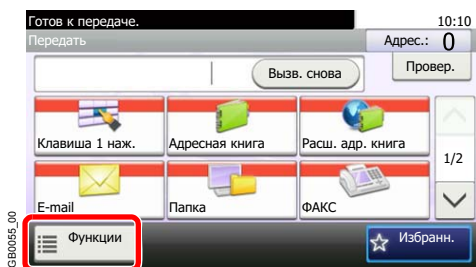 Готов к передаче.
10:10
Передать
Адрес.: 0
Вызв. снова
Провер.
Клавиша 1 наж.
Адресная книга
Расш. адр. книга
1/2
E-mail
Папка
ФАКС
GB0055_00
Функции
Избранн.